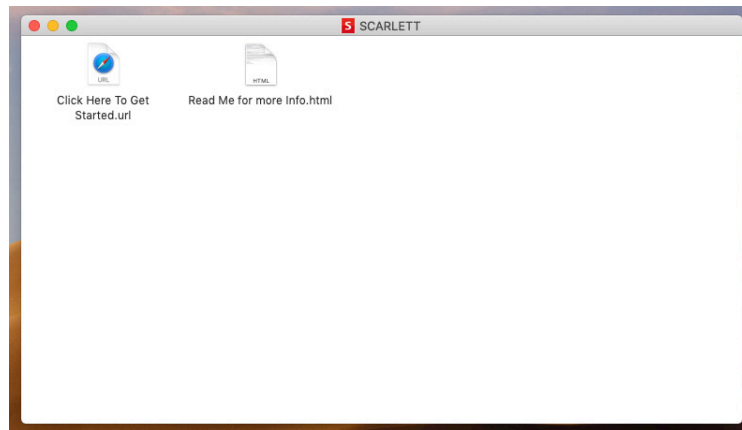 S SCARLETT
URL
HTML
Click Here To Get
Started.url
Read Me for more Info.html